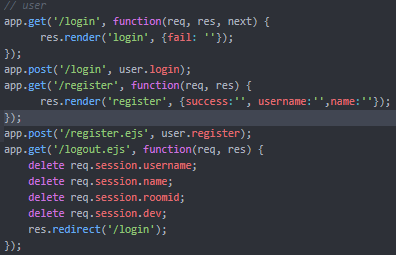 // user
app.get('/login', function(req, res, next) {
    res.render('login', {fail: ''});
});
app.post('/login', user.login);
app.get('/register', function(req, res) {
    res.render('register', {success:'', username:'',name:''});
});
app.post('/register.ejs', user.register);
app.get('/logout.ejs', function(req, res) {
    delete req.session.username;
    delete req.session.name;
    delete req.session.roomid;
    delete req.session.dev;
    res.redirect('/login');
});